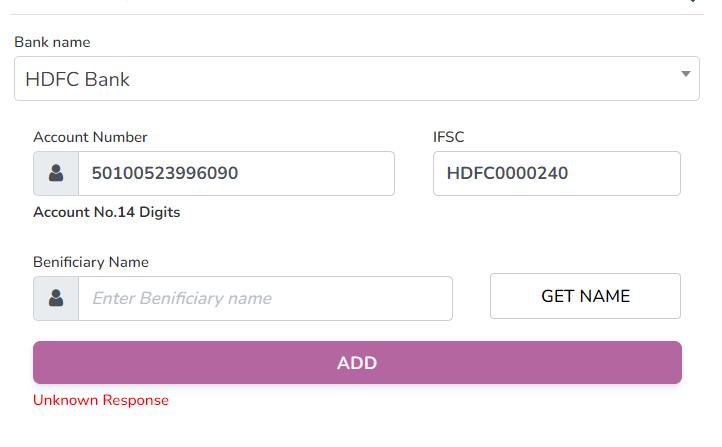 Bank name
HDFC Bank
Account Number
IFSC
50100523996090
HDFC0000240
Account No.14 Digits
Benificiary Name
Enter Benificiary name
GET NAME
ADD
Unknown Response